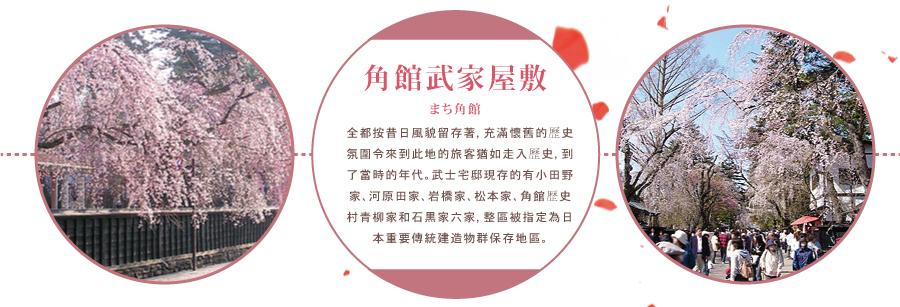 角館武家屋敷
まち角館
全都按昔日風貌留存著，充滿懷舊的歷史
氛圍令來到此地的旅客猶如走入歷史，到
了當時的年代。武士宅邸現存的有小田野
家、河原田家、岩橋家、松本家、角館歷史
村青柳家和石黑家六家，整區被指定為日
本重要傳統建造物群保存地區。